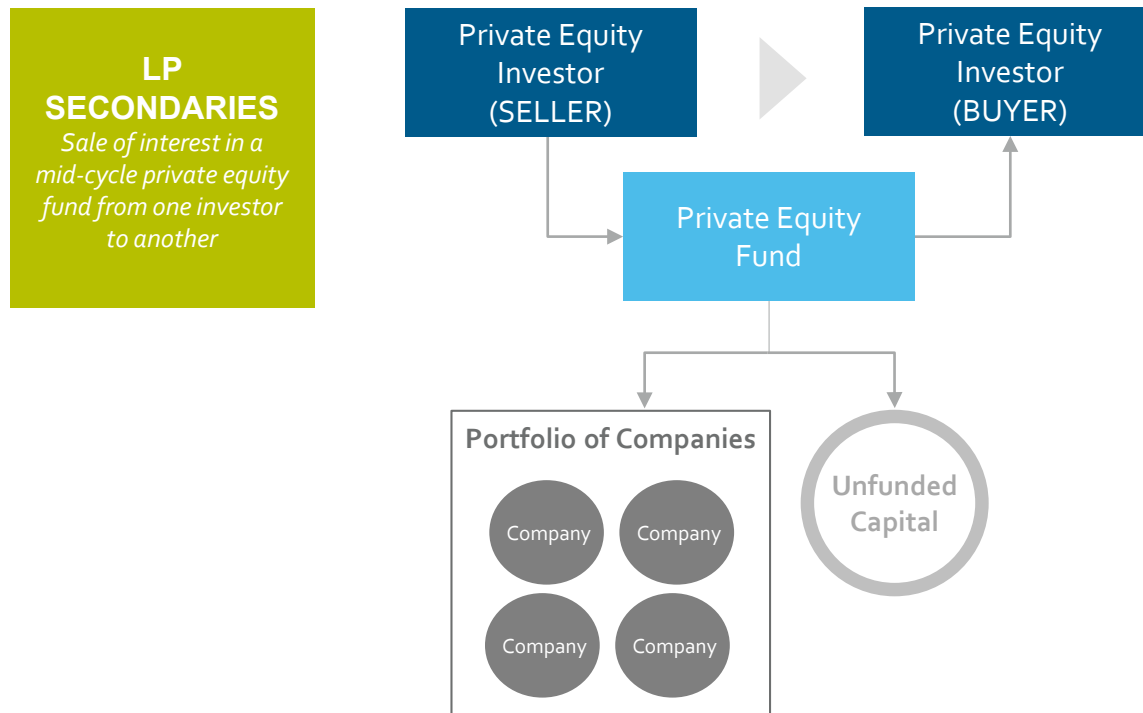 LP
SECONDARIES
Sale of interest in a
mid-cycle private equity
fund from one investor
to another
Private Equity
Investor
(SELLER)
Private Equity
Investor
(BUYER)
Private Equity
Fund
Portfolio of Companies
Company
Company
Company
Company
Unfunded
Capital